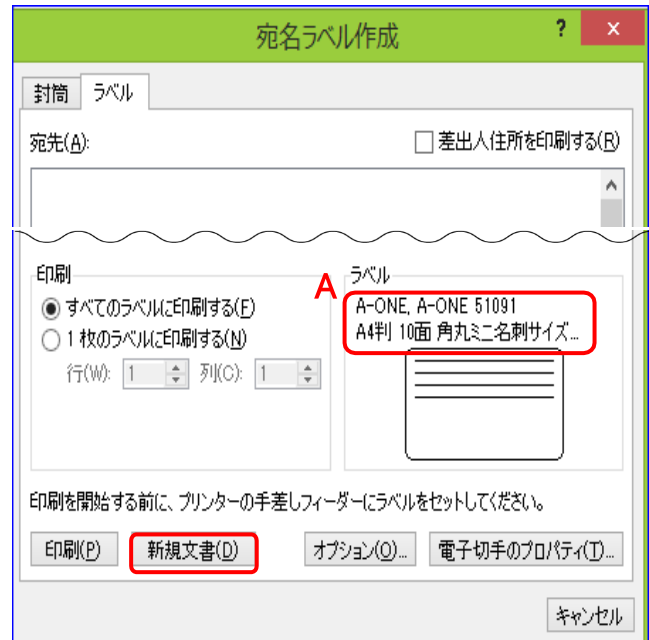 宛名ラベル作成 ? ×
封筒 ラベル
宛先(A): 差出人住所を印刷する(R)
印刷
すべてのラベルに印刷する(F)
1 枚のラベルに印刷する(N)
行(W): 1 列(C): 1
A
ラベル
A-ONE, A-ONE 51091
A4判 10面 角丸ミニ名刺サイズ...
印刷を開始する前に、プリンターの手差しフィーダーにラベルをセットしてください。
印刷(P) 新規文書(D) オプション(O)... 電子切手のプロパティ(T)...
キャンセル